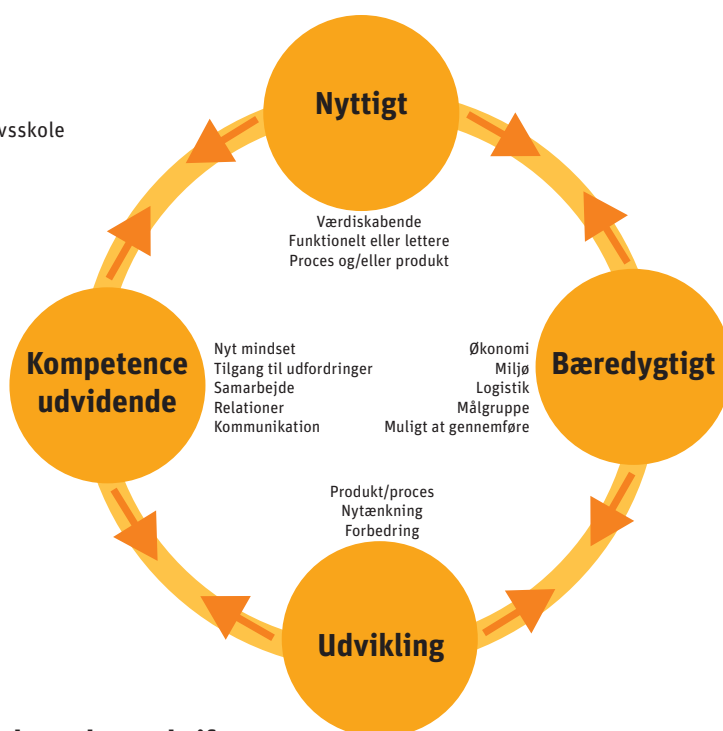 Nyttigt
vsskole
Værdiskabende
Funktionelt eller lettere
Proces og/eller produkt
Kompetence
udvidende
Nyt mindset
Tilgang til udfordringer
Samarbejde
Relationer
Kommunikation
Økonomi
Miljø
Logistik
Målgruppe
Muligt at gennemføre
Bæredygtigt
Produkt/proces
Nytænkning
Forbedring
Udvikling